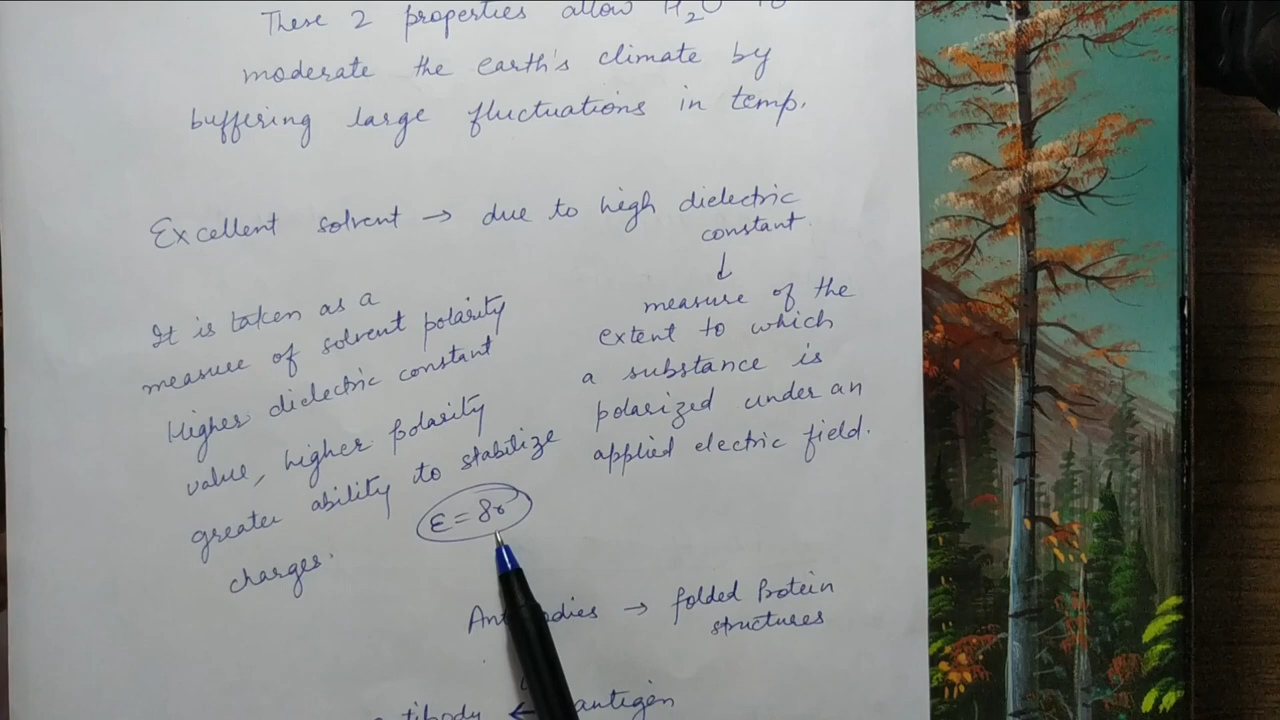 These 2 properties allow H2O to
moderate the earth's climate by
buffering large fluctuations in temp.
Excellent solvent → due to high dielectric
constant.
↓
measure of the
extent to which
a substance is
polarized under an
applied electric field.
It is taken as a
measure of solvent polarity
Higher dielectric constant
value, higher polarity
greater ability to stabilize
charges.
ε = 80
→ folded Protein
structures
← antigen